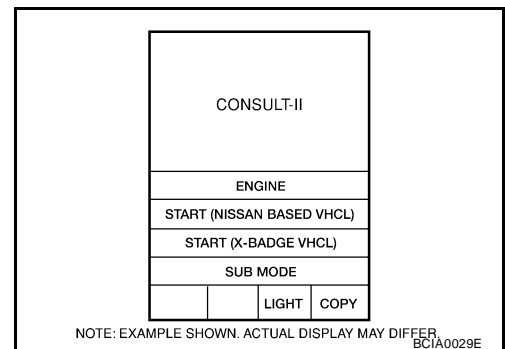 CONSULT-II
ENGINE
START (NISSAN BASED VHCL)
START (X-BADGE VHCL)
SUB MODE
LIGHT COPY
NOTE: EXAMPLE SHOWN. ACTUAL DISPLAY MAY DIFFER.
BCIA0029E